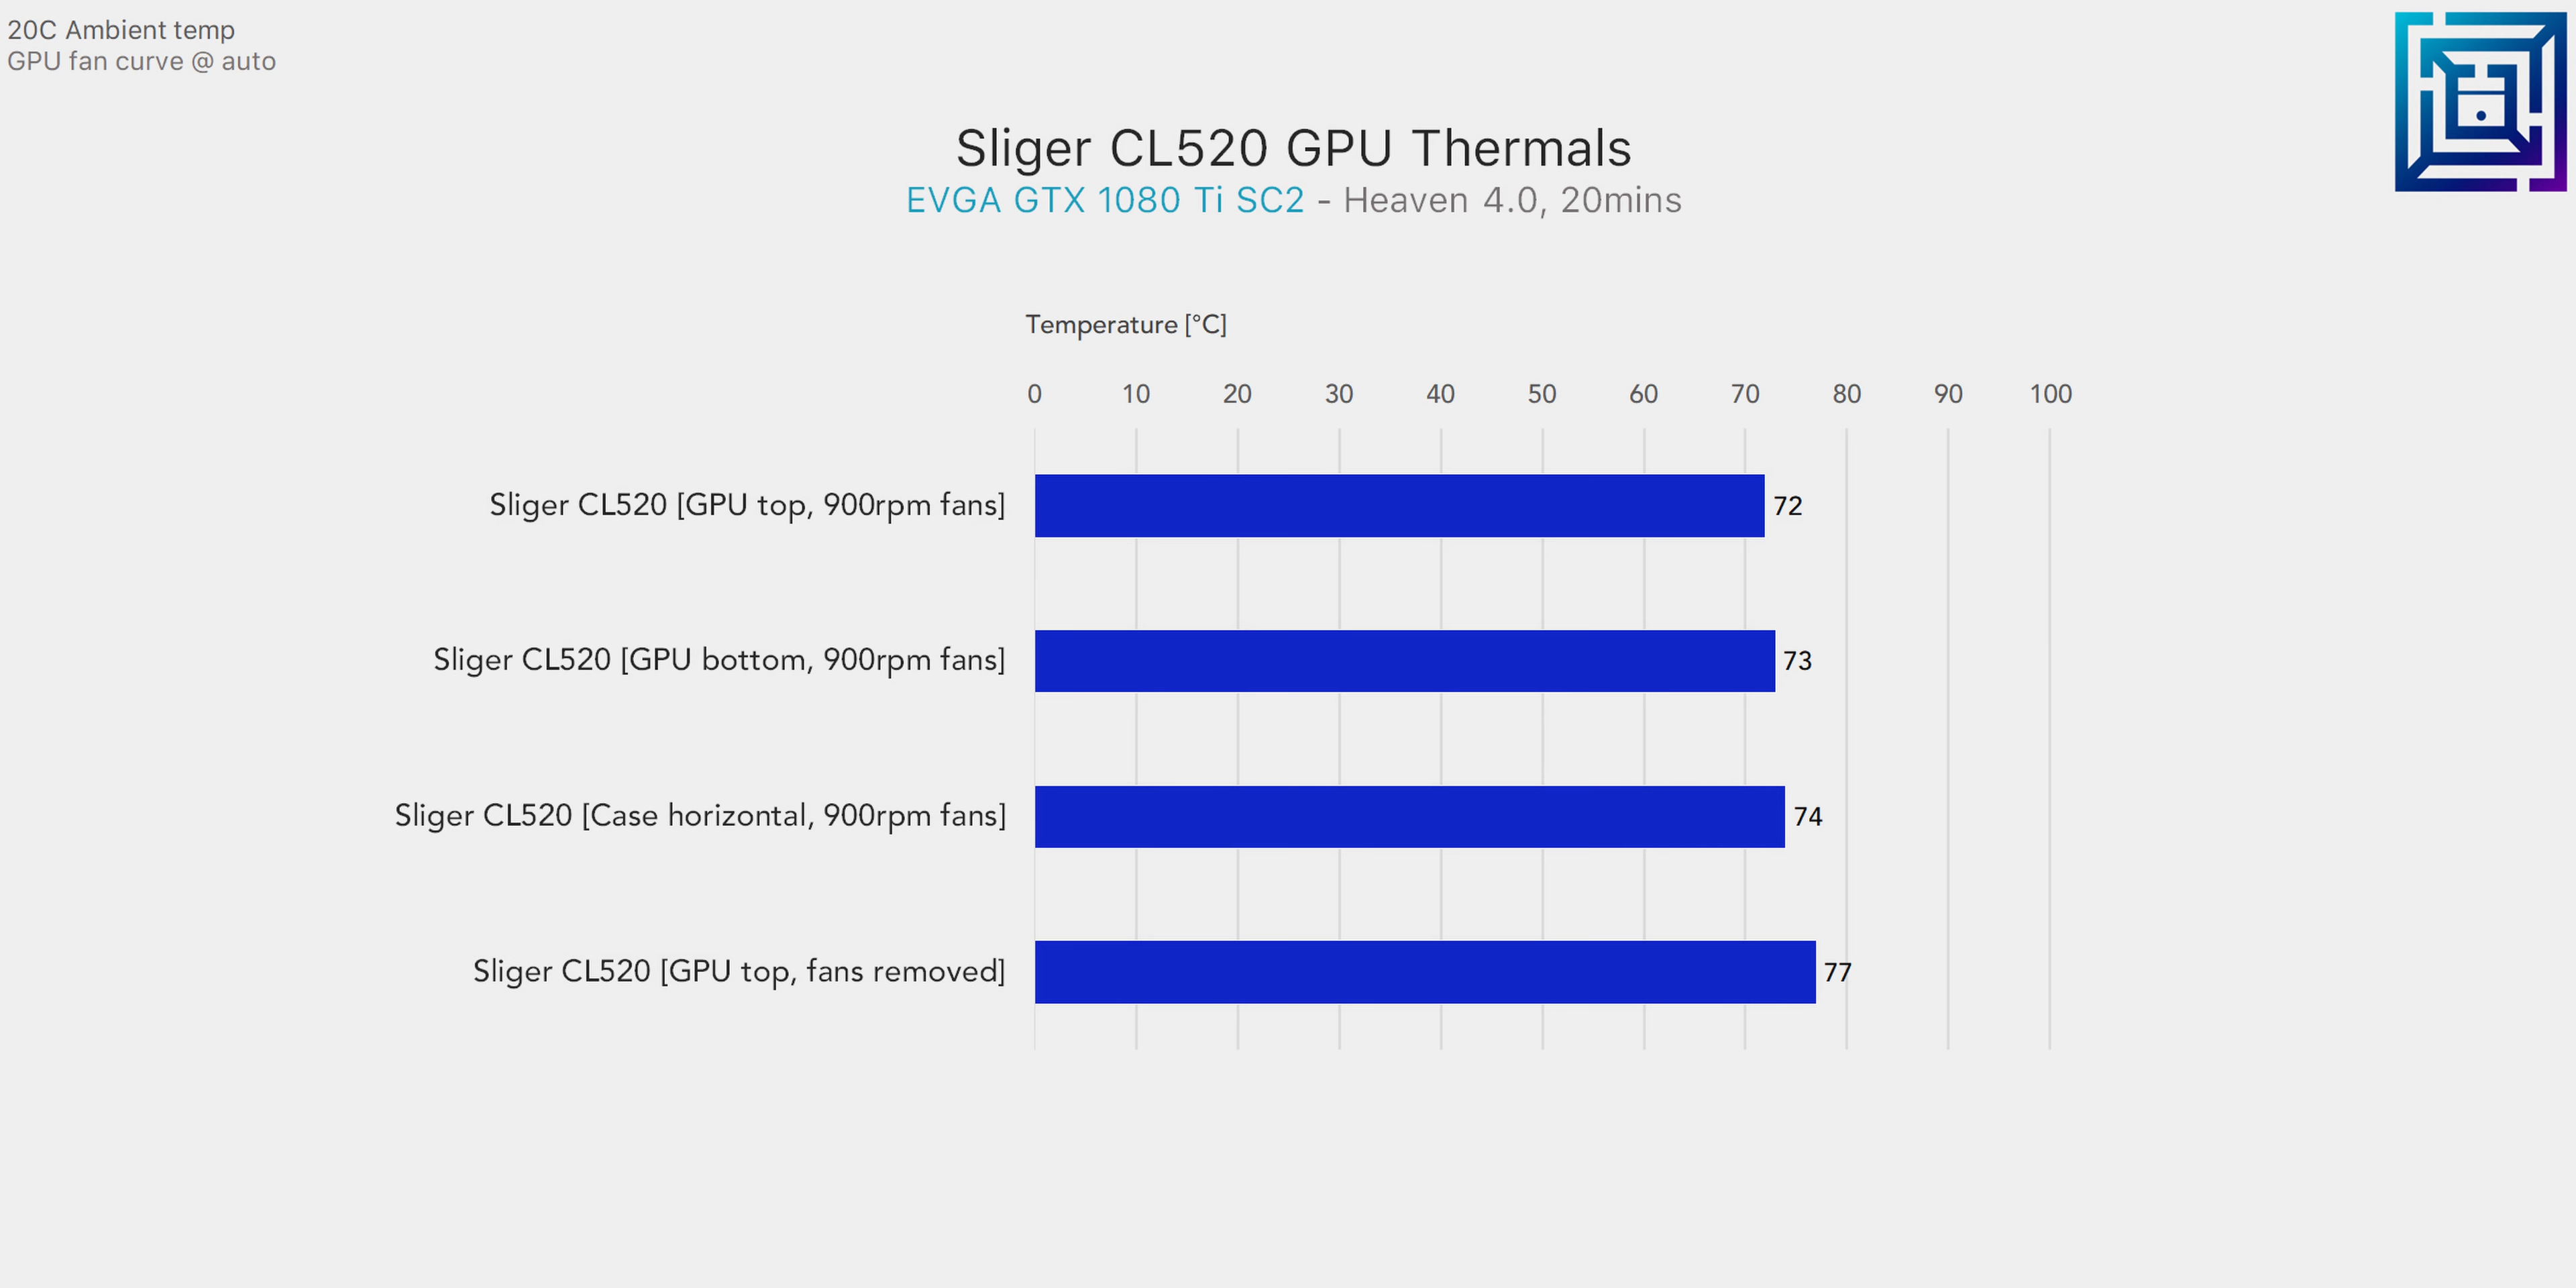 20C Ambient temp
GPU fan curve @ auto
Sliger CL520 GPU Thermals
EVGA GTX 1080 Ti SC2 - Heaven 4.0, 20mins
Temperature [°C]
0 10 20 30 40 50 60 70 80 90 100
Sliger CL520 [GPU top, 900rpm fans] 72
Sliger CL520 [GPU bottom, 900rpm fans] 73
Sliger CL520 [Case horizontal, 900rpm fans] 74
Sliger CL520 [GPU top, fans removed] 77